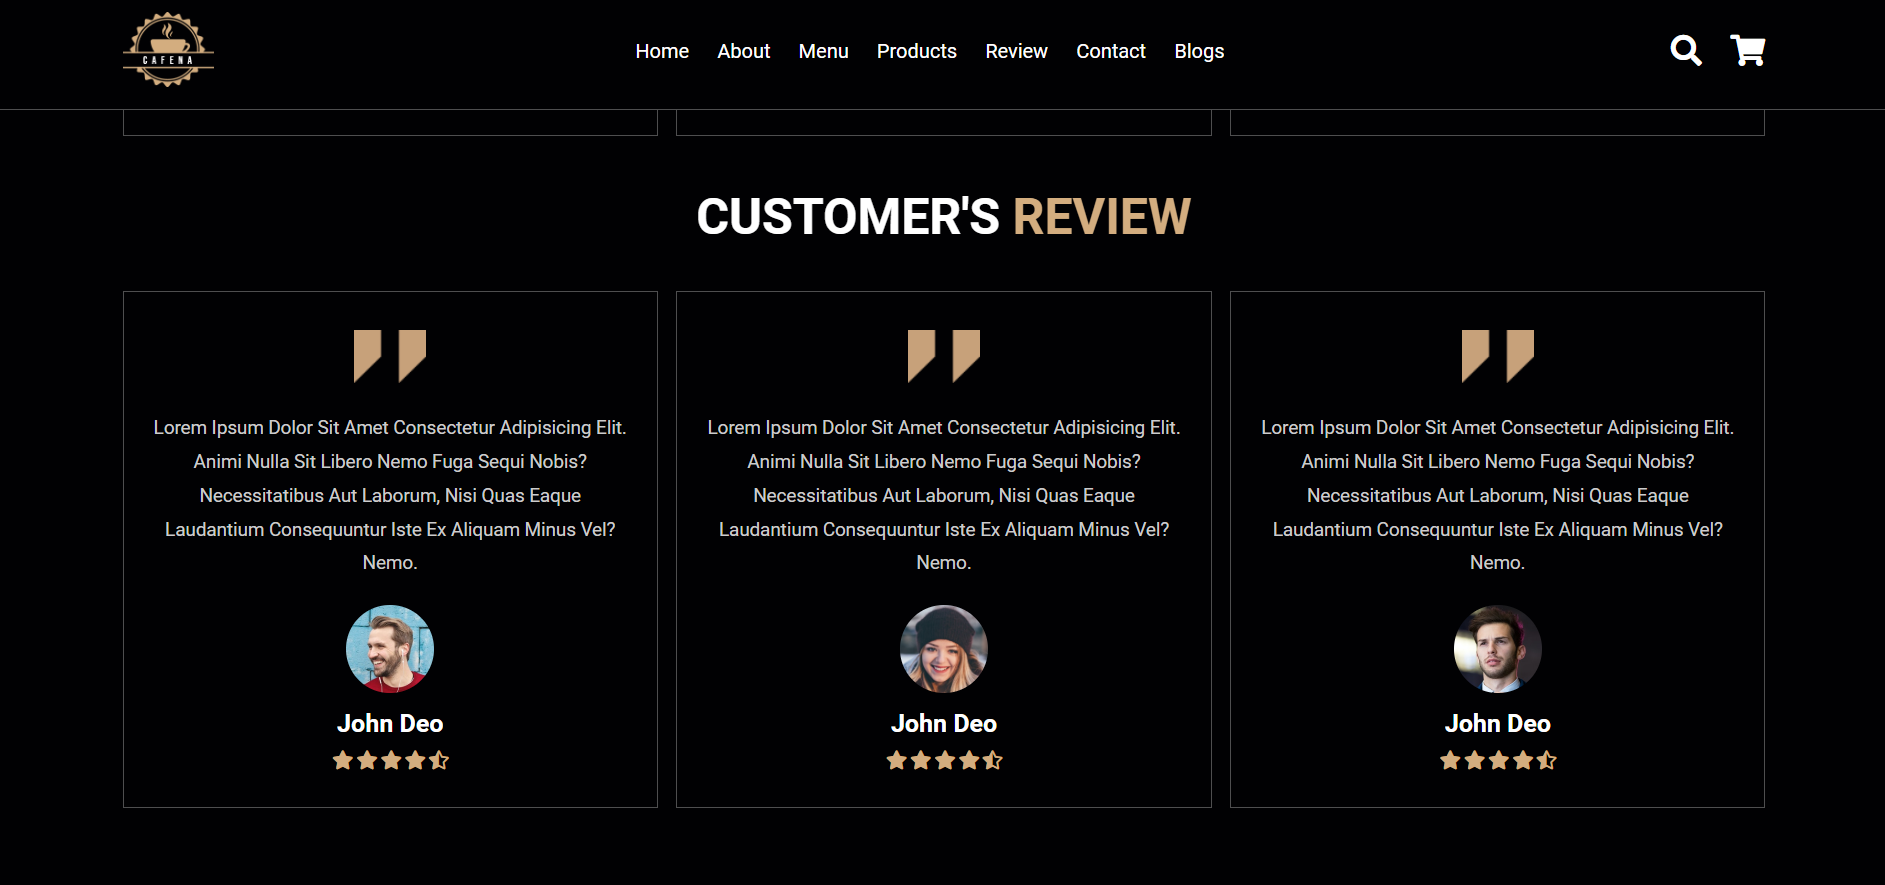 CAFENA
Home About Menu Products Review Contact Blogs
CUSTOMER'S REVIEW
Lorem Ipsum Dolor Sit Amet Consectetur Adipisicing Elit.
Animi Nulla Sit Libero Nemo Fuga Sequi Nobis?
Necessitatibus Aut Laborum, Nisi Quas Eaque
Laudantium Consequuntur Iste Ex Aliquam Minus Vel?
Nemo.
John Deo
Lorem Ipsum Dolor Sit Amet Consectetur Adipisicing Elit.
Animi Nulla Sit Libero Nemo Fuga Sequi Nobis?
Necessitatibus Aut Laborum, Nisi Quas Eaque
Laudantium Consequuntur Iste Ex Aliquam Minus Vel?
Nemo.
John Deo
Lorem Ipsum Dolor Sit Amet Consectetur Adipisicing Elit.
Animi Nulla Sit Libero Nemo Fuga Sequi Nobis?
Necessitatibus Aut Laborum, Nisi Quas Eaque
Laudantium Consequuntur Iste Ex Aliquam Minus Vel?
Nemo.
John Deo